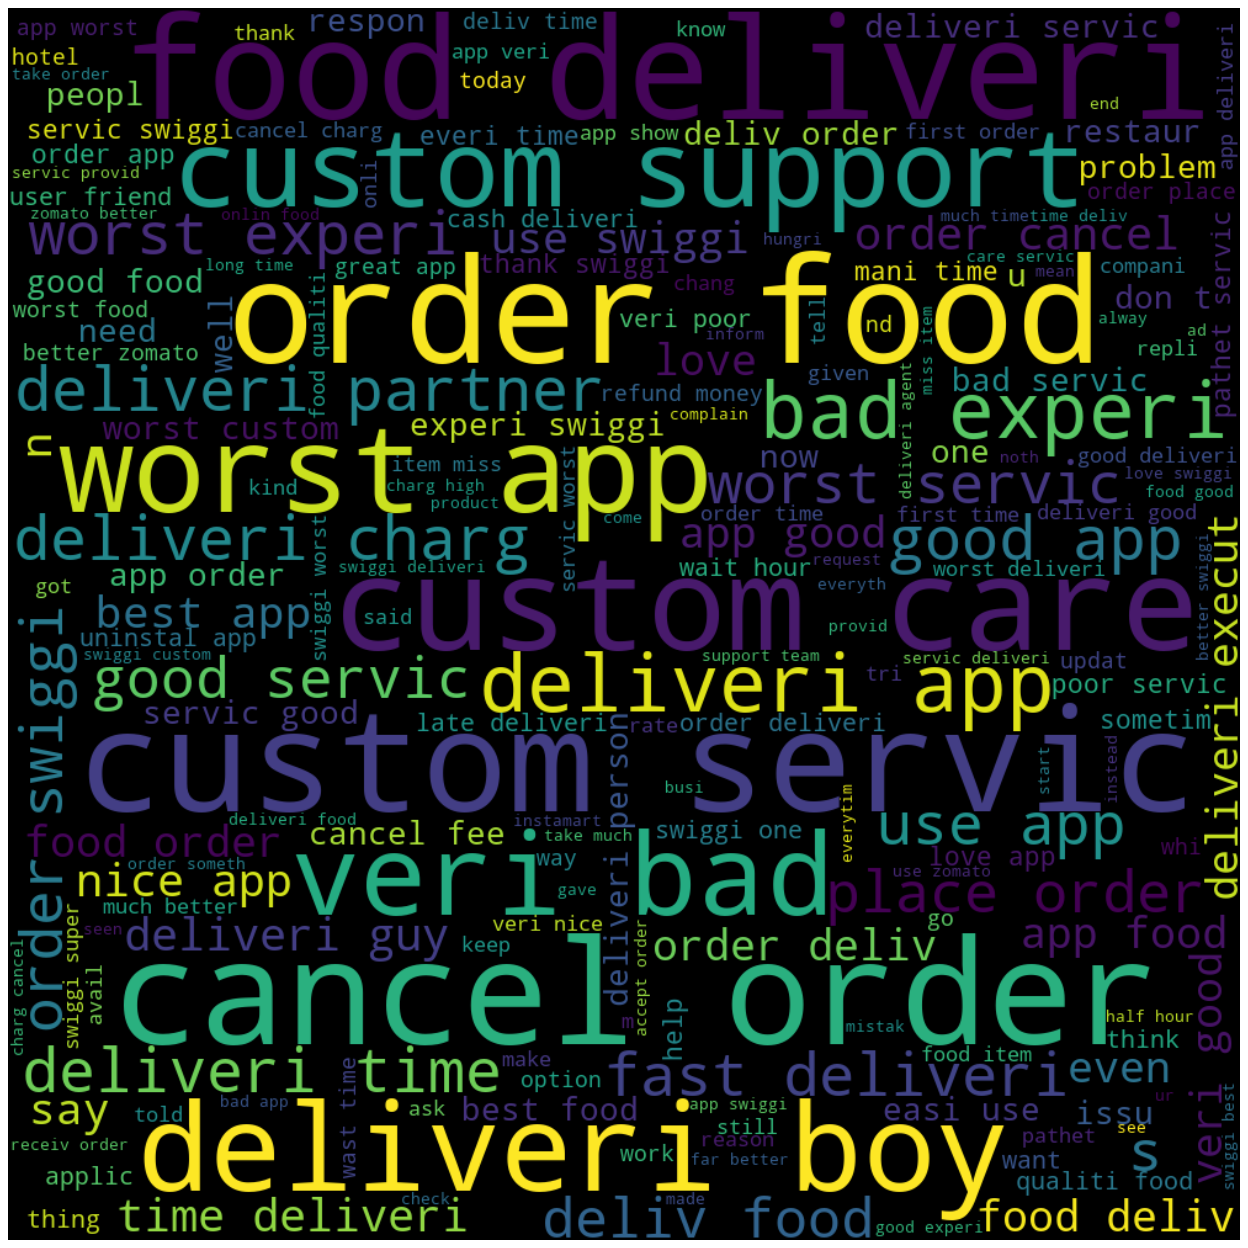 app worst
thank
respon
deliv time
know
deliveri servic
hotel
take order
food deliveri
app veri
today
peopl
end
app deliveri
servic swiggi
cancel charg
everi time
app show
deliv order
first order
restaur
order app
servic provid
onli
custom support
problem
order place
user friend
zomato better
onlin food
cash deliveri
much time
time deliv
worst experi
use swiggi
hungri
order cancel
pathet servic
long time
great app
thank swiggi
care servic
good food
chang
mani time
u
mean
compani
worst food
need
well
order food
food qualiti
veri poor
inform
tell
nd
don t
alway
ad
better zomato
love
repli
deliveri partner
refund money
given
deliveri agent
miss item
bad servic
n
worst custom
experi swiggi
complain
bad experi
worst app
item miss
now
one
noth
good deliveri
kind
charg high
product
worst servic
love swiggi
food good
deliveri charg
swiggi worst
servic worst
come
order time
first time
deliveri good
app good
good app
got
app order
swiggi deliveri
wait hour
request
worst deliveri
better swiggi
deliveri execut
best app
said
custom care
everyth
provid
order swiggi
uninstal app
swiggi custom
support team
servic deliveri
updat
good servic
deliveri app
tri
poor servic
servic good
late deliveri
deliveri person
rate
order deliveri
sometim
custom servic
busi
start
instead
deliveri food
instamart
everytim
food order
cancel fee
take much
swiggi one
use app
order someth
veri bad
way
love app
whi
nice app
gave
use zomato
much better
place order
seen
swiggi super
deliveri guy
veri nice
keep
order deliv
go
app food
veri good
charg cancel
avail
cancel order
accept order
m
help
mistak
half hour
think
deliveri time
make
option
fast deliveri
food item
even
say
told
bad app
wast time
ask
best food
app swiggi
easi use
issu
ur
receiv order
deliveri boy
still
reason
pathet
see
s
swiggi best
applic
work
far better
want
qualiti food
thing
time deliveri
check
made
deliv food
good experi
food deliv